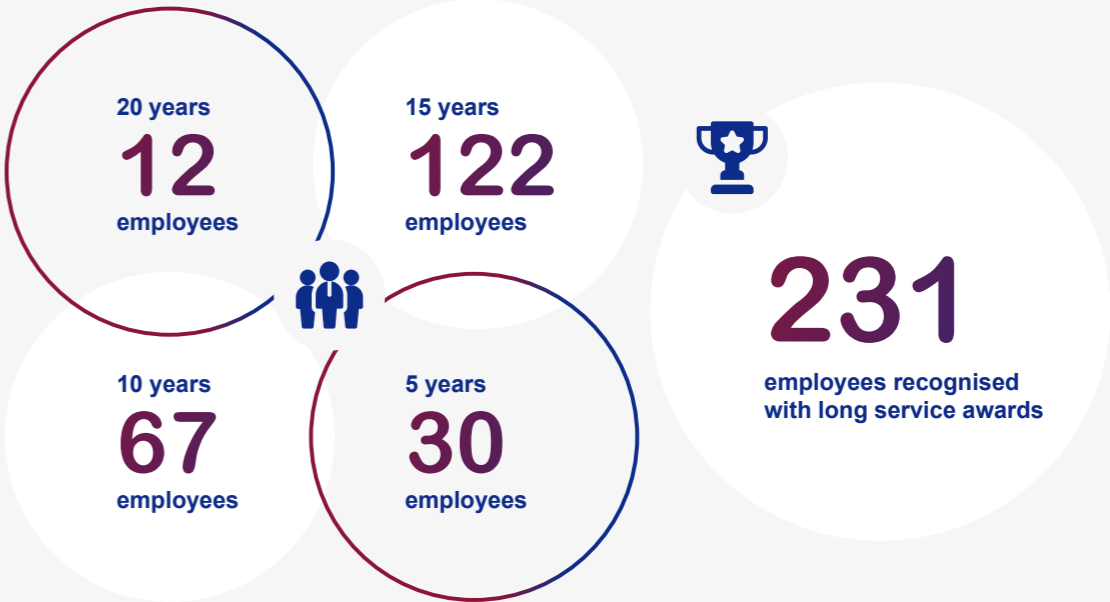 20 years
12
employees
15 years
122
employees
10 years
67
employees
5 years
30
employees
231
employees recognised
with long service awards